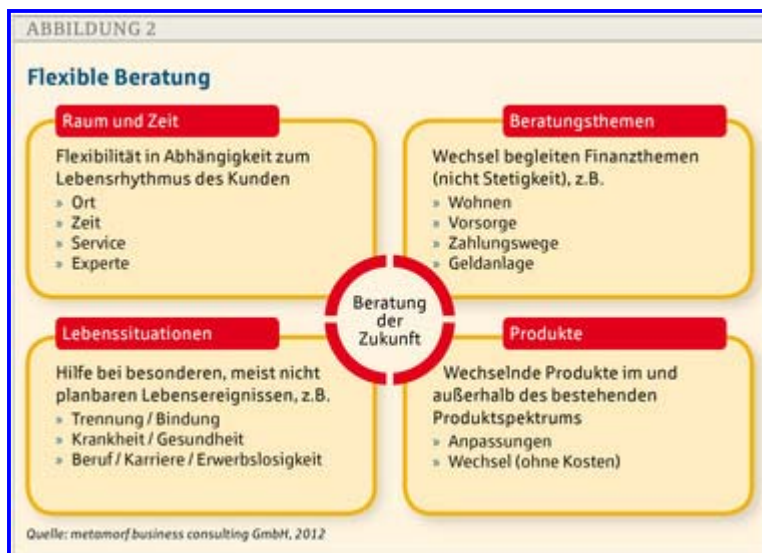 ABBILDUNG 2
Flexible Beratung
Raum und Zeit
Flexibilität in Abhängigkeit zum
Lebensrhythmus des Kunden
» Ort
» Zeit
» Service
» Experte
Beratungsthemen
Wechsel begleiten Finanzthemen
(nicht Stetigkeit), z.B.
» Wohnen
» Vorsorge
» Zahlungswege
» Geldanlage
Beratung
der
Zukunft
Lebenssituationen
Hilfe bei besonderen, meist nicht
planbaren Lebensereignissen, z.B.
» Trennung / Bindung
» Krankheit / Gesundheit
» Beruf / Karriere / Erwerbslosigkeit
Produkte
Wechselnde Produkte im und
außerhalb des bestehenden
Produktspektrums
» Anpassungen
» Wechsel (ohne Kosten)
Quelle: metamorf business consulting GmbH, 2012